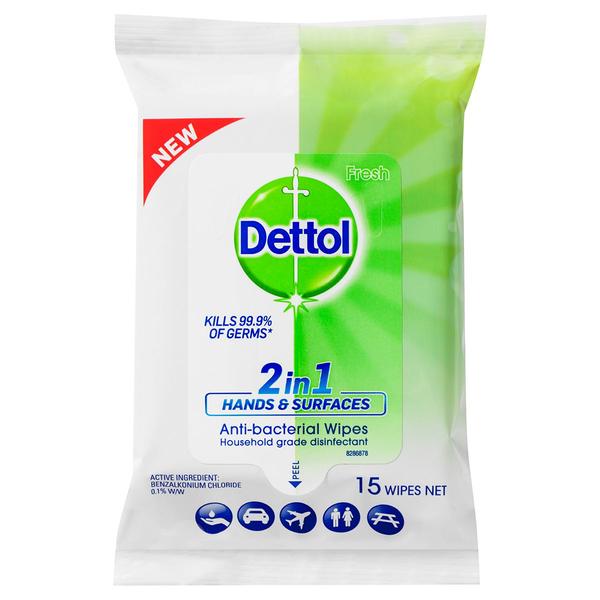 NEW
Fresh
Dettol
KILLS 99.9%
OF GERMS*
2in1
HANDS & SURFACES
Anti-bacterial Wipes
Household grade disinfectant
8286878
PEEL
ACTIVE INGREDIENT:
BENZALKONIUM CHLORIDE
0.1% W/W
15 WIPES NET